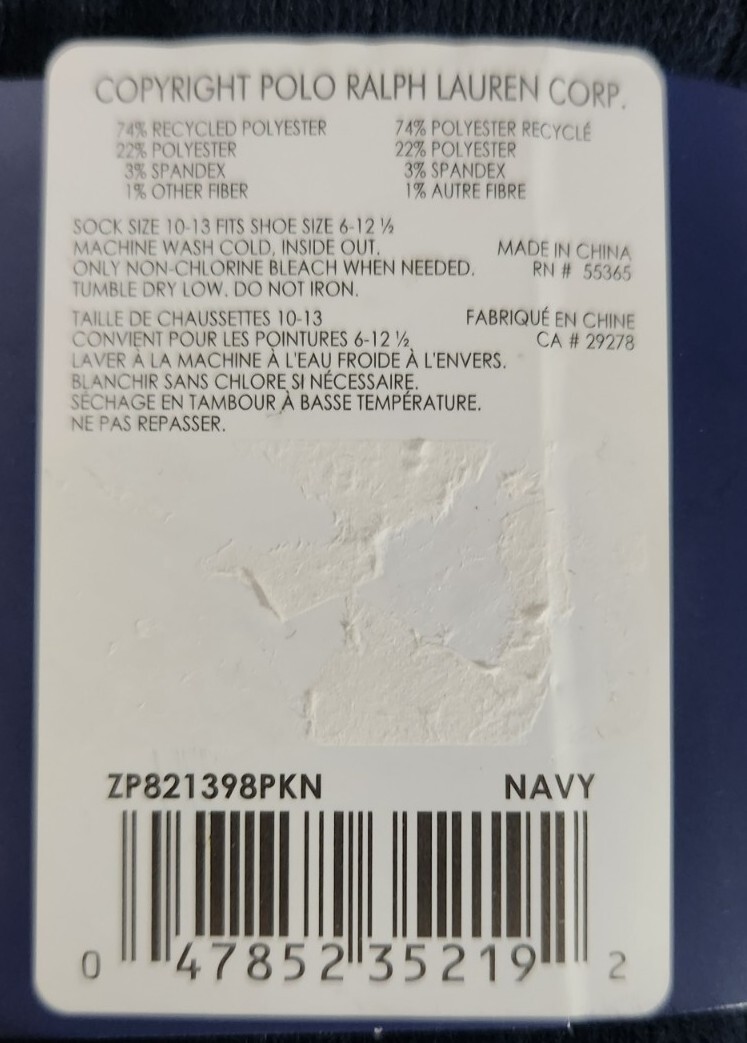 COPYRIGHT POLO RALPH LAUREN CORP.
74% RECYCLED POLYESTER
22% POLYESTER
3% SPANDEX
1% OTHER FIBER
74% POLYESTER RECYCLÉ
22% POLYESTER
3% SPANDEX
1% AUTRE FIBRE
SOCK SIZE 10-13 FITS SHOE SIZE 6-12 ½
MACHINE WASH COLD, INSIDE OUT.
ONLY NON-CHLORINE BLEACH WHEN NEEDED.
TUMBLE DRY LOW. DO NOT IRON.
MADE IN CHINA
RN # 55365
TAILLE DE CHAUSSETTES 10-13
CONVIENT POUR LES POINTURES 6-12 ½
LAVER À LA MACHINE À L'EAU FROIDE À L'ENVERS.
BLANCHIR SANS CHLORE SI NÉCESSAIRE.
SÉCHAGE EN TAMBOUR À BASSE TEMPÉRATURE.
NE PAS REPASSER.
FABRIQUÉ EN CHINE
CA # 29278
ZP821398PKN NAVY
0 47852 35219 2